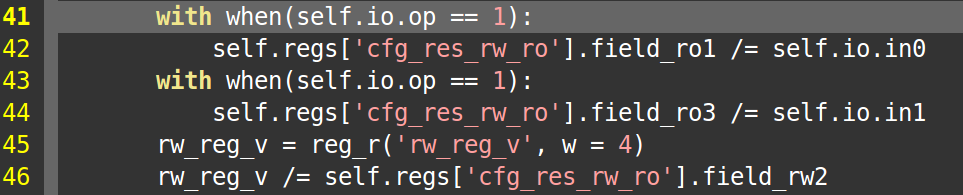 41 with when(self.io.op == 1):
42 self.regs['cfg_res_rw_ro'].field_ro1 /= self.io.in0
43 with when(self.io.op == 1):
44 self.regs['cfg_res_rw_ro'].field_ro3 /= self.io.in1
45 rw_reg_v = reg_r('rw_reg_v', w = 4)
46 rw_reg_v /= self.regs['cfg_res_rw_ro'].field_rw2